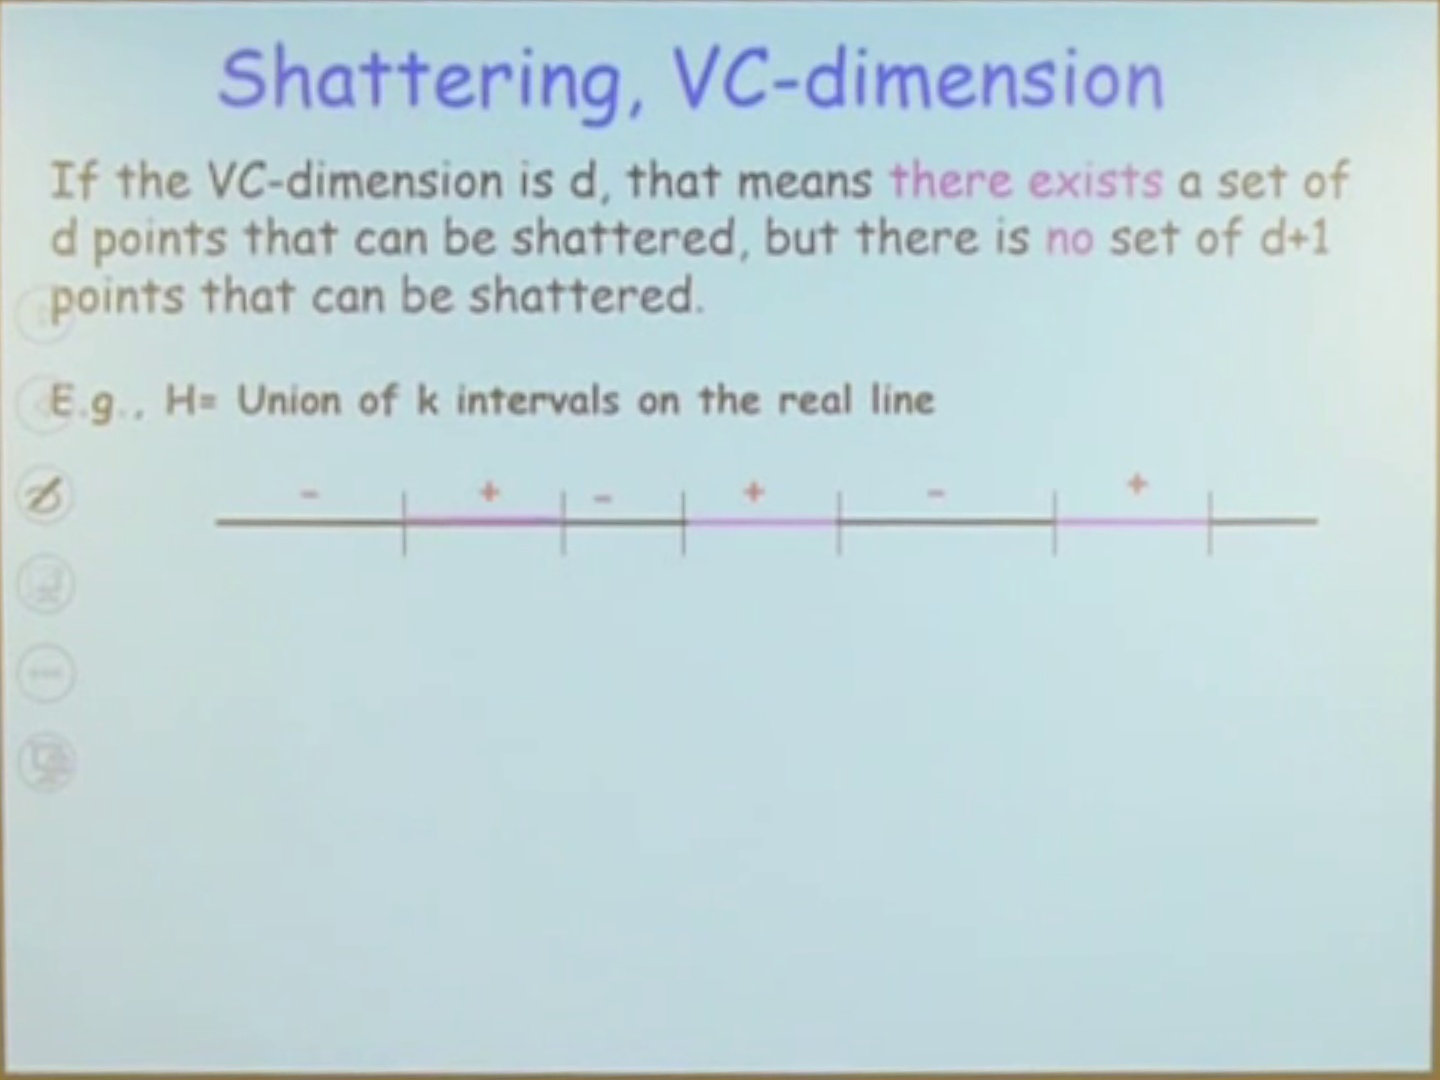 Shattering, VC-dimension
If the VC-dimension is d, that means there exists a set of
d points that can be shattered, but there is no set of d+1
points that can be shattered.
E.g., H= Union of k intervals on the real line
- + - + - +